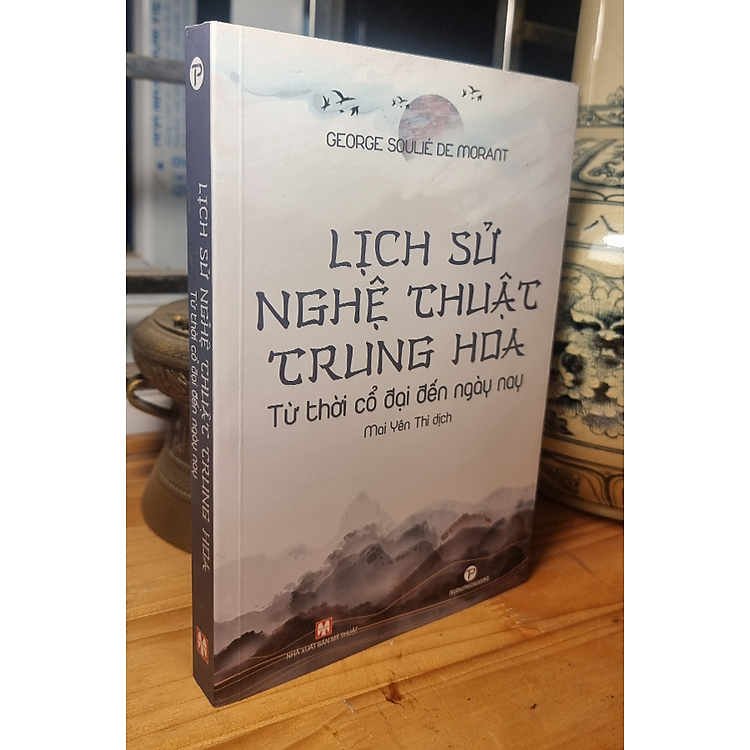 GEORGE SOULIÉ DE MORANT
LỊCH SỬ
NGHỆ THUẬT
TRUNG HOA
Từ thời cổ đại đến ngày nay
Mai Yên Thi dịch
NHÀ XUẤT BẢN MỸ THUẬT
TP
TP
LỊCH SỬ NGHỆ THUẬT TRUNG HOA
Từ thời cổ đại đến ngày nay